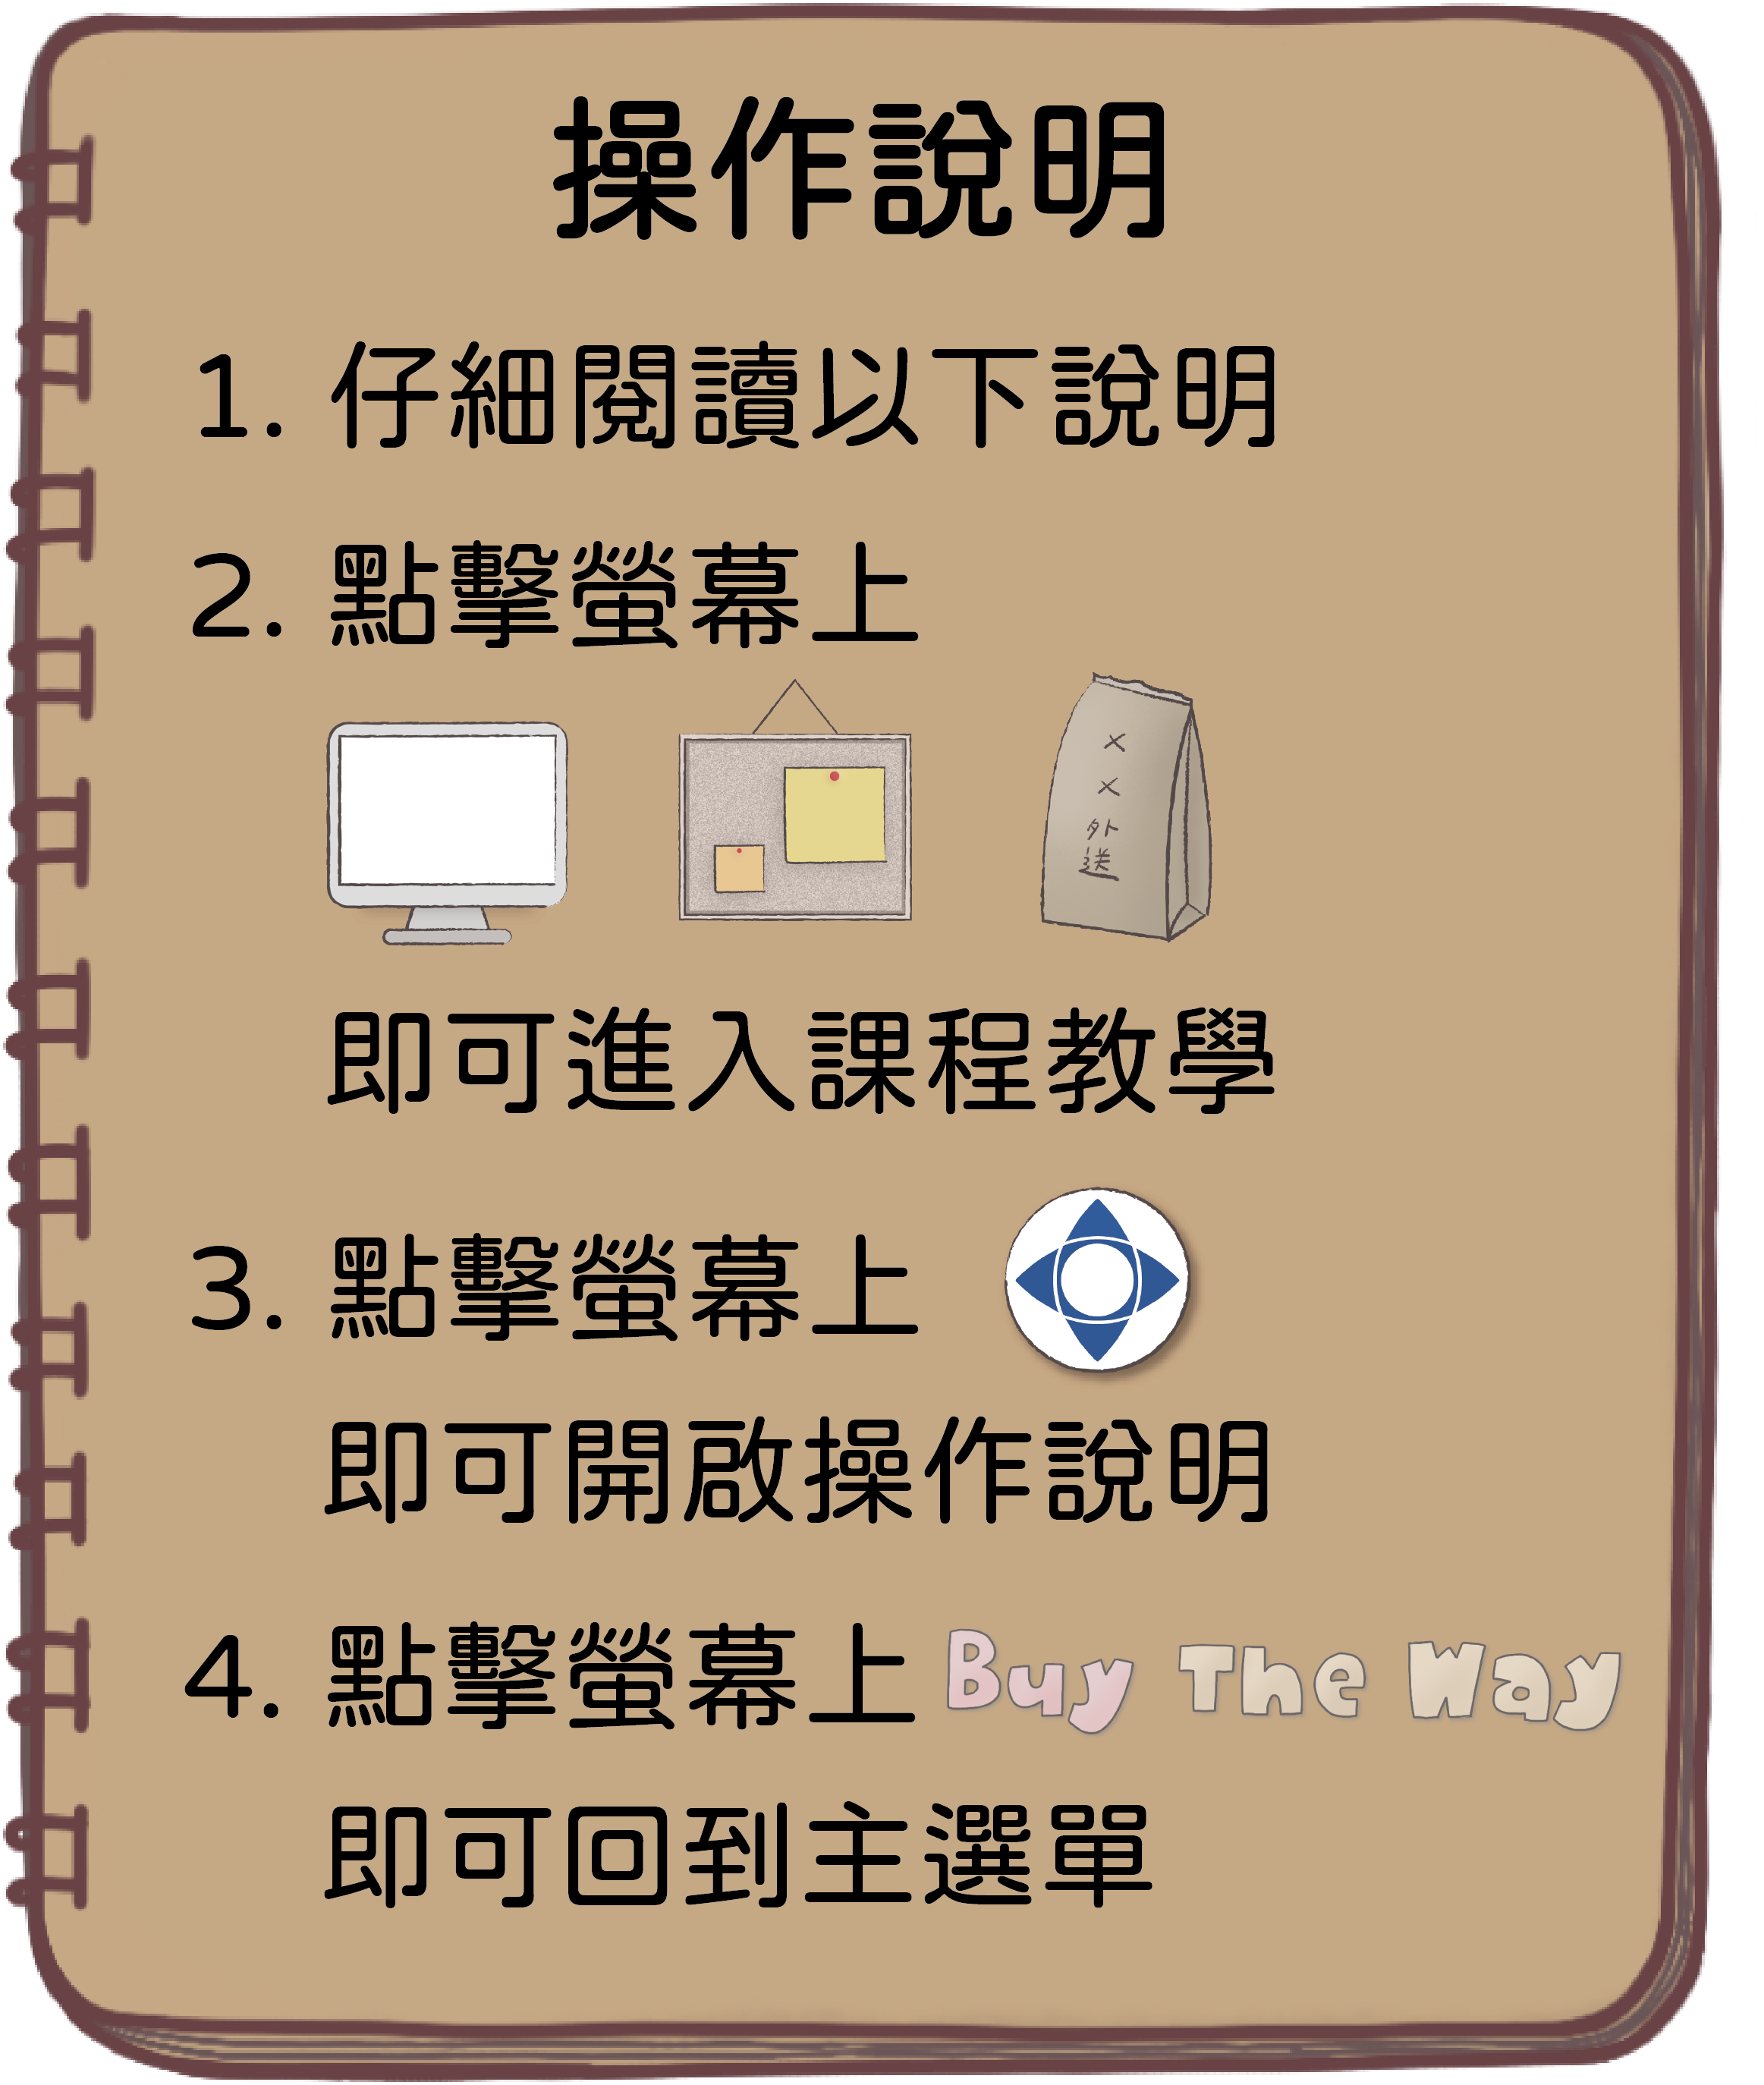 操作說明
1. 仔細閱讀以下說明
2. 點擊螢幕上
××外送
即可進入課程教學
3. 點擊螢幕上
即可開啟操作說明
4. 點擊螢幕上 Buy The Way
即可回到主選單